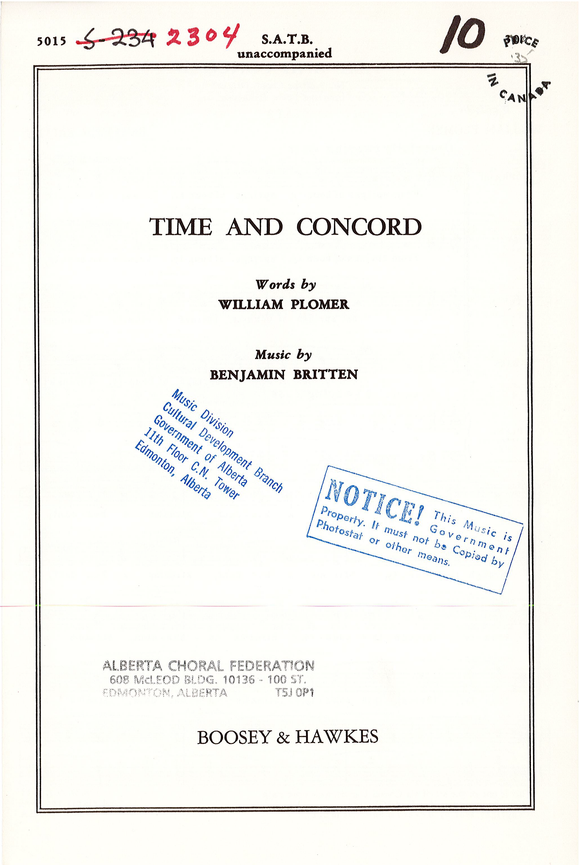 5015 S-234 2304 S.A.T.B. 10 PRICE
unaccompanied .35
IN CANADA
TIME AND CONCORD
Words by
WILLIAM PLOMER
Music by
BENJAMIN BRITTEN
Music Division
Cultural Development Branch
Government of Alberta
11th Floor C.N. Tower
Edmonton, Alberta
NOTICE! This Music is
Government
Property. It must not be Copied by
Photostat or other means.
ALBERTA CHORAL FEDERATION
608 McLEOD BLDG. 10136 - 100 ST.
EDMONTON, ALBERTA T5J 0P1
BOOSEY & HAWKES